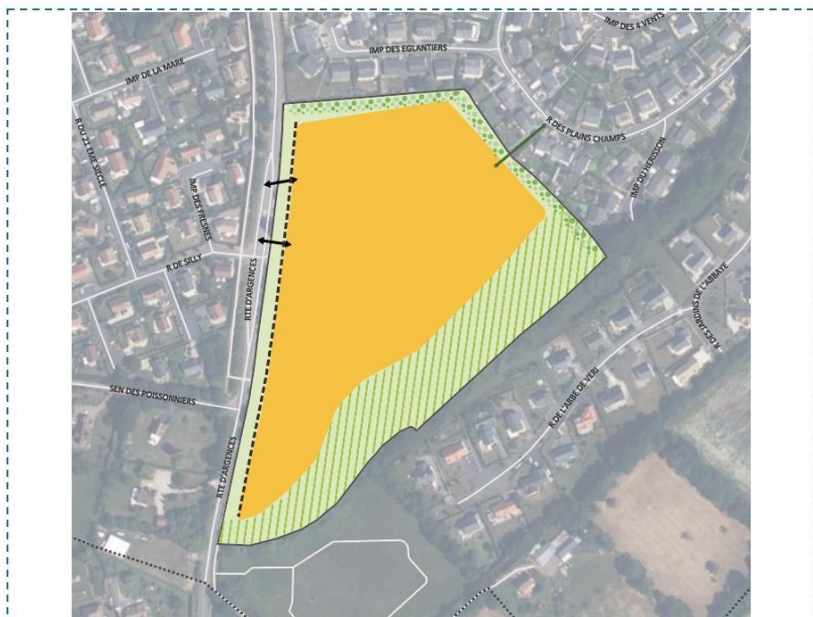 IMP DES 4 VENTS
IMP DES EGLANTIERS
IMP DE LA MARE
R DES PLAINS CHAMPS
R DU 21 EME SIECLE
IMP DU HERISSON
IMP DES FRESNES
R DE SILLY
RTE D'ARGENCES
R DES JARDINS DE L'ABBAYE
SEN DES POISSONNIERS
R DE L'ABBE DE VERI
RTE D'ARGENCES